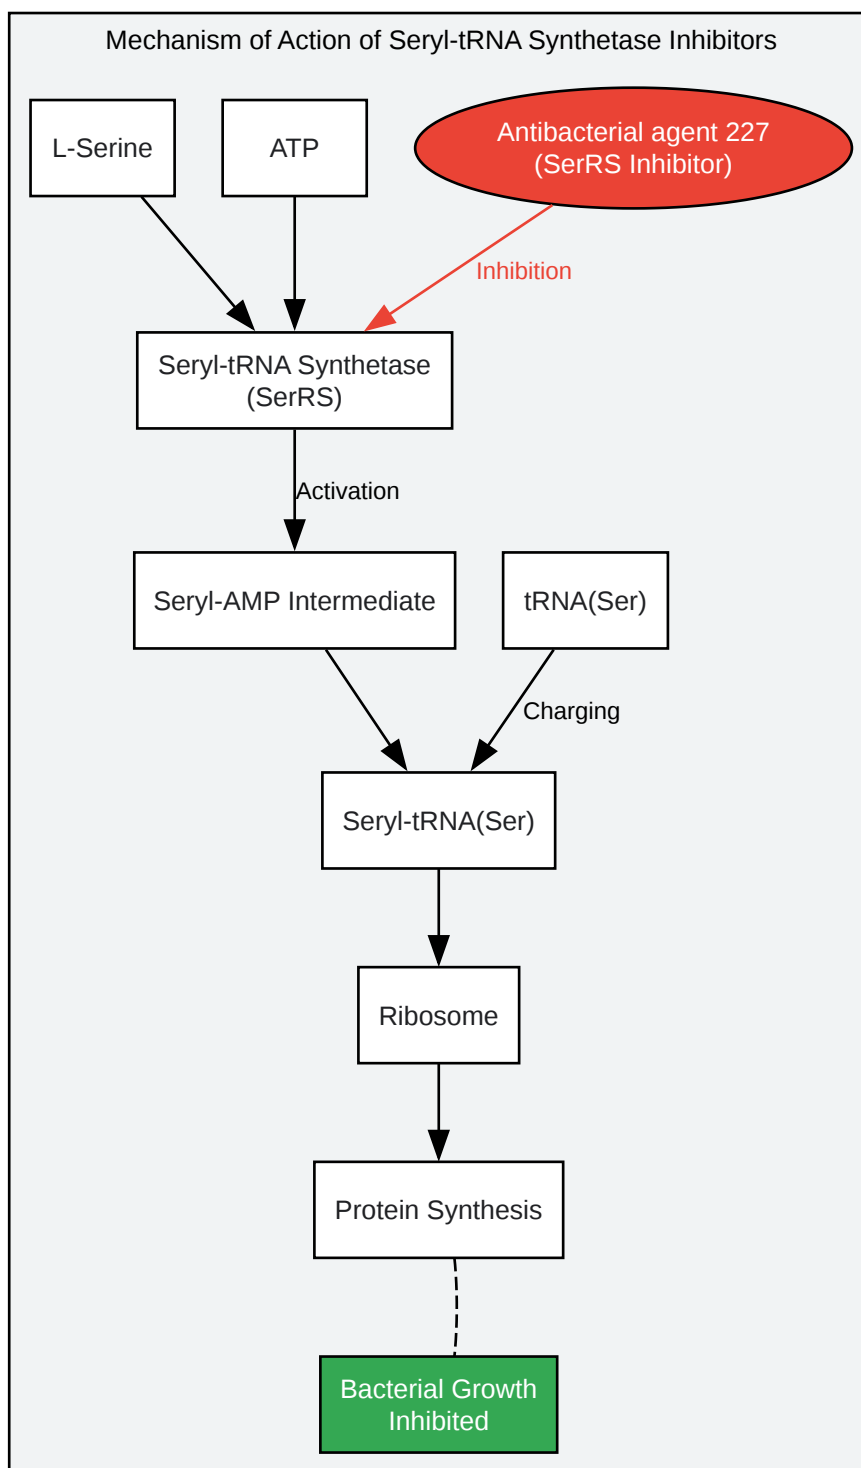 Mechanism of Action of Seryl-tRNA Synthetase Inhibitors
L-Serine
ATP
Antibacterial agent 227
(SerRS Inhibitor)
Inhibition
Seryl-tRNA Synthetase
(SerRS)
Activation
Seryl-AMP Intermediate
tRNA(Ser)
Charging
Seryl-tRNA(Ser)
Ribosome
Protein Synthesis
Bacterial Growth
Inhibited